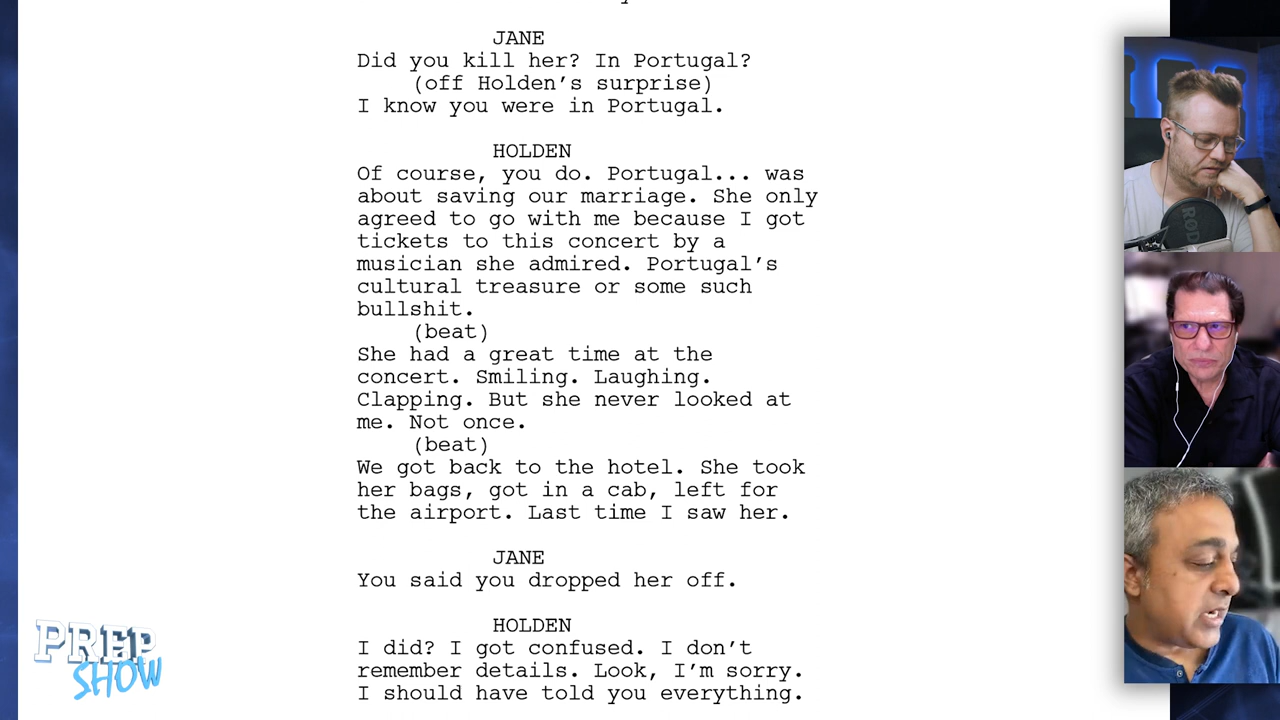 JANE
Did you kill her? In Portugal?
(off Holden’s surprise)
I know you were in Portugal.
HOLDEN
Of course, you do. Portugal... was
about saving our marriage. She only
agreed to go with me because I got
tickets to this concert by a
musician she admired. Portugal’s
cultural treasure or some such
bullshit.
(beat)
She had a great time at the
concert. Smiling. Laughing.
Clapping. But she never looked at
me. Not once.
(beat)
We got back to the hotel. She took
her bags, got in a cab, left for
the airport. Last time I saw her.
JANE
You said you dropped her off.
HOLDEN
I did? I got confused. I don’t
remember details. Look, I’m sorry.
I should have told you everything.
PREP
SHOW
RØDE